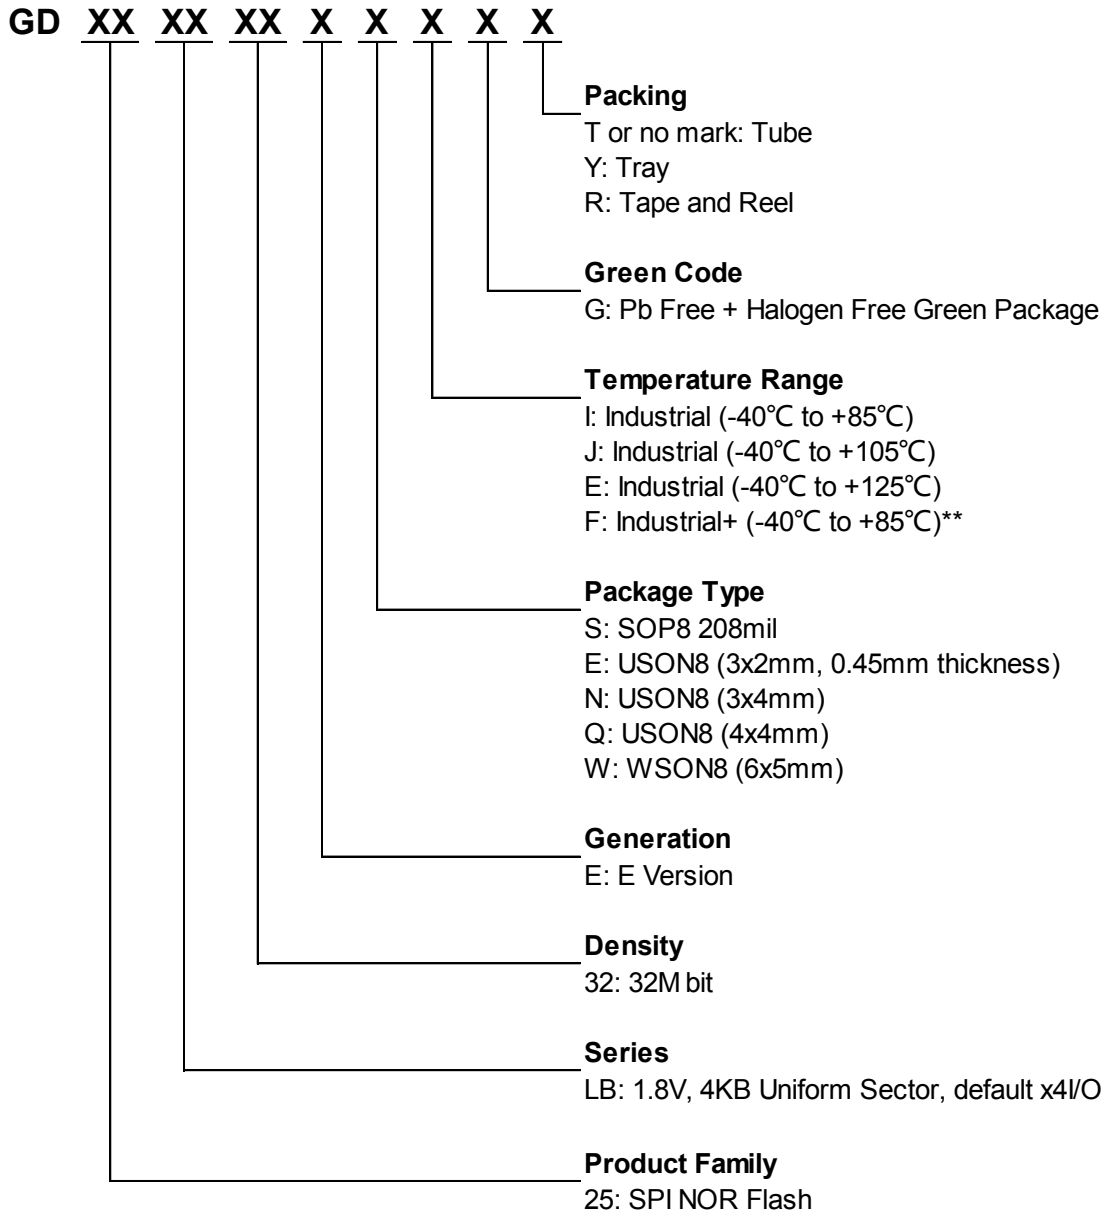 GD XX XX XX X X X X X
Packing
T or no mark: Tube
Y: Tray
R: Tape and Reel
Green Code
G: Pb Free + Halogen Free Green Package
Temperature Range
I: Industrial (-40℃ to +85℃)
J: Industrial (-40℃ to +105℃)
E: Industrial (-40℃ to +125℃)
F: Industrial+ (-40℃ to +85℃)**
Package Type
S: SOP8 208mil
E: USON8 (3x2mm, 0.45mm thickness)
N: USON8 (3x4mm)
Q: USON8 (4x4mm)
W: WSON8 (6x5mm)
Generation
E: E Version
Density
32: 32M bit
Series
LB: 1.8V, 4KB Uniform Sector, default x4I/O
Product Family
25: SPI NOR Flash